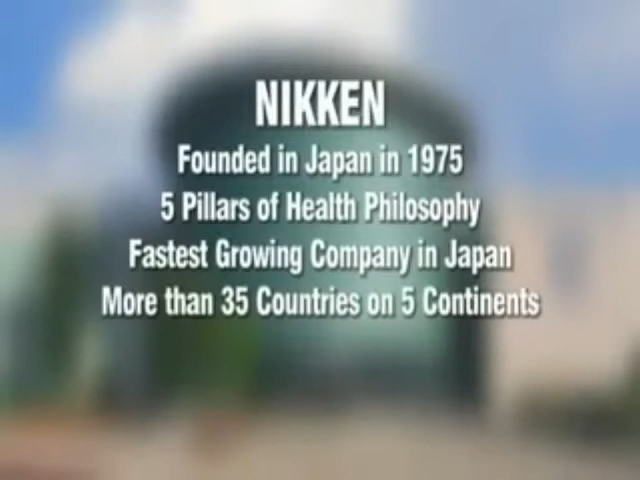 NIKKEN
Founded in Japan in 1975
5 Pillars of Health Philosophy
Fastest Growing Company in Japan
More than 35 Countries on 5 Continents